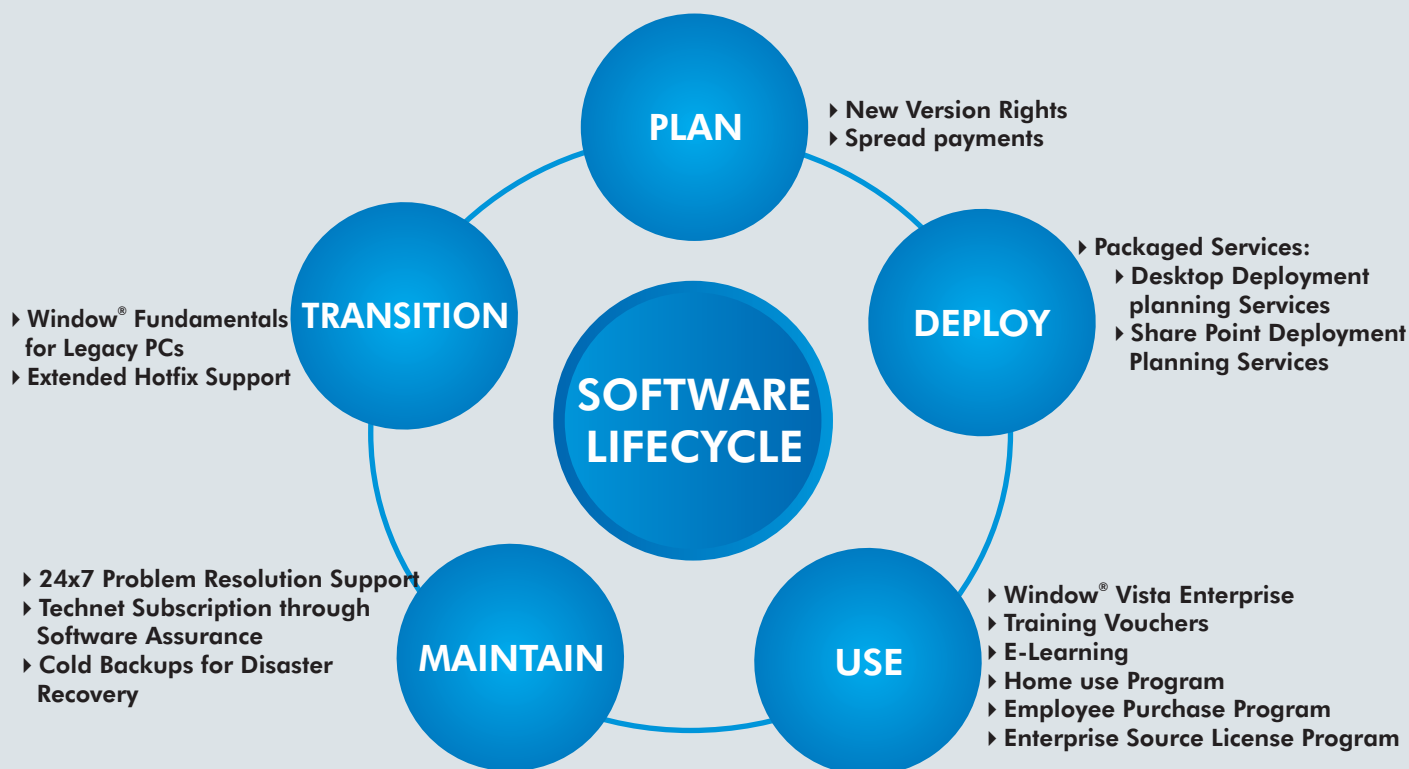 PLAN
▸ New Version Rights
▸ Spread payments
DEPLOY
▸ Packaged Services:
▸ Desktop Deployment
planning Services
▸ Share Point Deployment
Planning Services
USE
▸ Window® Vista Enterprise
▸ Training Vouchers
▸ E-Learning
▸ Home use Program
▸ Employee Purchase Program
▸ Enterprise Source License Program
MAINTAIN
▸ 24x7 Problem Resolution Support
▸ Technet Subscription through
Software Assurance
▸ Cold Backups for Disaster
Recovery
TRANSITION
▸ Window® Fundamentals
for Legacy PCs
▸ Extended Hotfix Support
SOFTWARE
LIFECYCLE